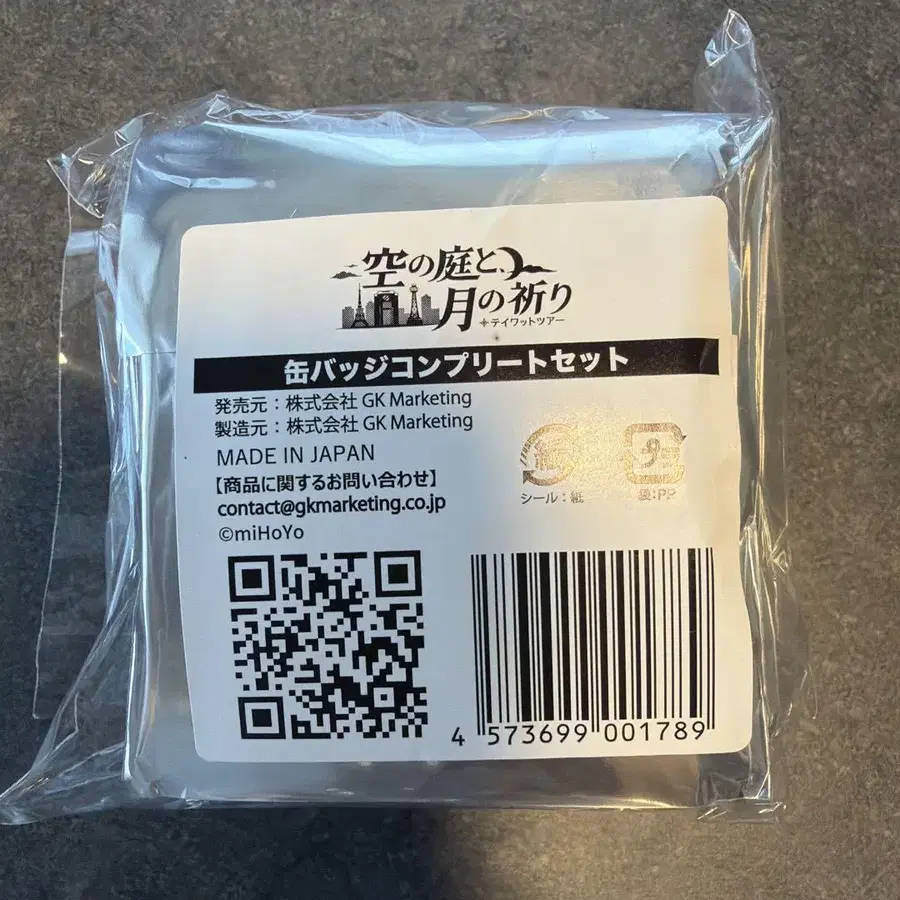 空の庭と、
月の祈り
テイワットツアー
缶バッジコンプリートセット
発売元：株式会社 GK Marketing
製造元：株式会社 GK Marketing
MADE IN JAPAN
【商品に関するお問い合わせ】
contact@gkmarketing.co.jp
©miHoYo
紙
プラ
シール：紙
袋:PP
4 573699 001789